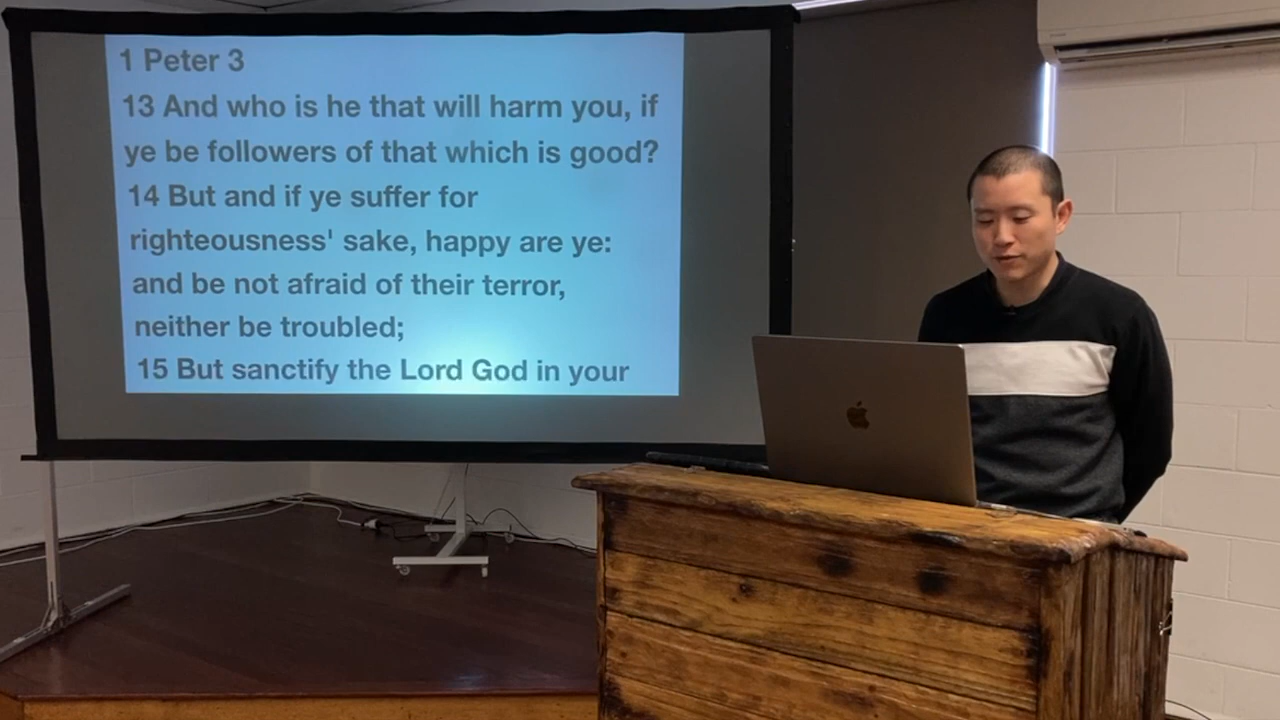 1 Peter 3
13 And who is he that will harm you, if
ye be followers of that which is good?
14 But and if ye suffer for
righteousness' sake, happy are ye:
and be not afraid of their terror,
neither be troubled;
15 But sanctify the Lord God in your